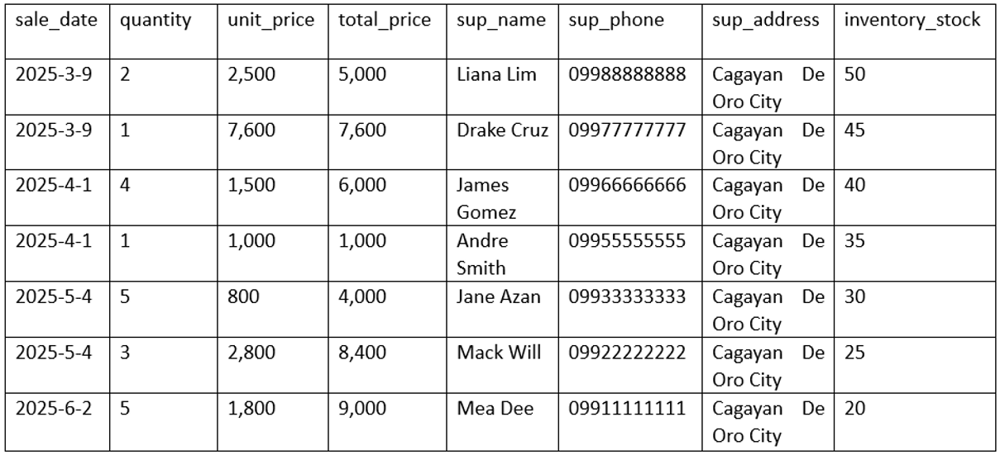 sale_date quantity unit_price total_price sup_name sup_phone sup_address inventory_stock
2025-3-9 2 2,500 5,000 Liana Lim 09988888888 Cagayan De 50
Oro City
2025-3-9 1 7,600 7,600 Drake Cruz 09977777777 Cagayan De 45
Oro City
2025-4-1 4 1,500 6,000 James 09966666666 Cagayan De 40
Gomez Oro City
2025-4-1 1 1,000 1,000 Andre 09955555555 Cagayan De 35
Smith Oro City
2025-5-4 5 800 4,000 Jane Azan 09933333333 Cagayan De 30
Oro City
2025-5-4 3 2,800 8,400 Mack Will 09922222222 Cagayan De 25
Oro City
2025-6-2 5 1,800 9,000 Mea Dee 09911111111 Cagayan De 20
Oro City